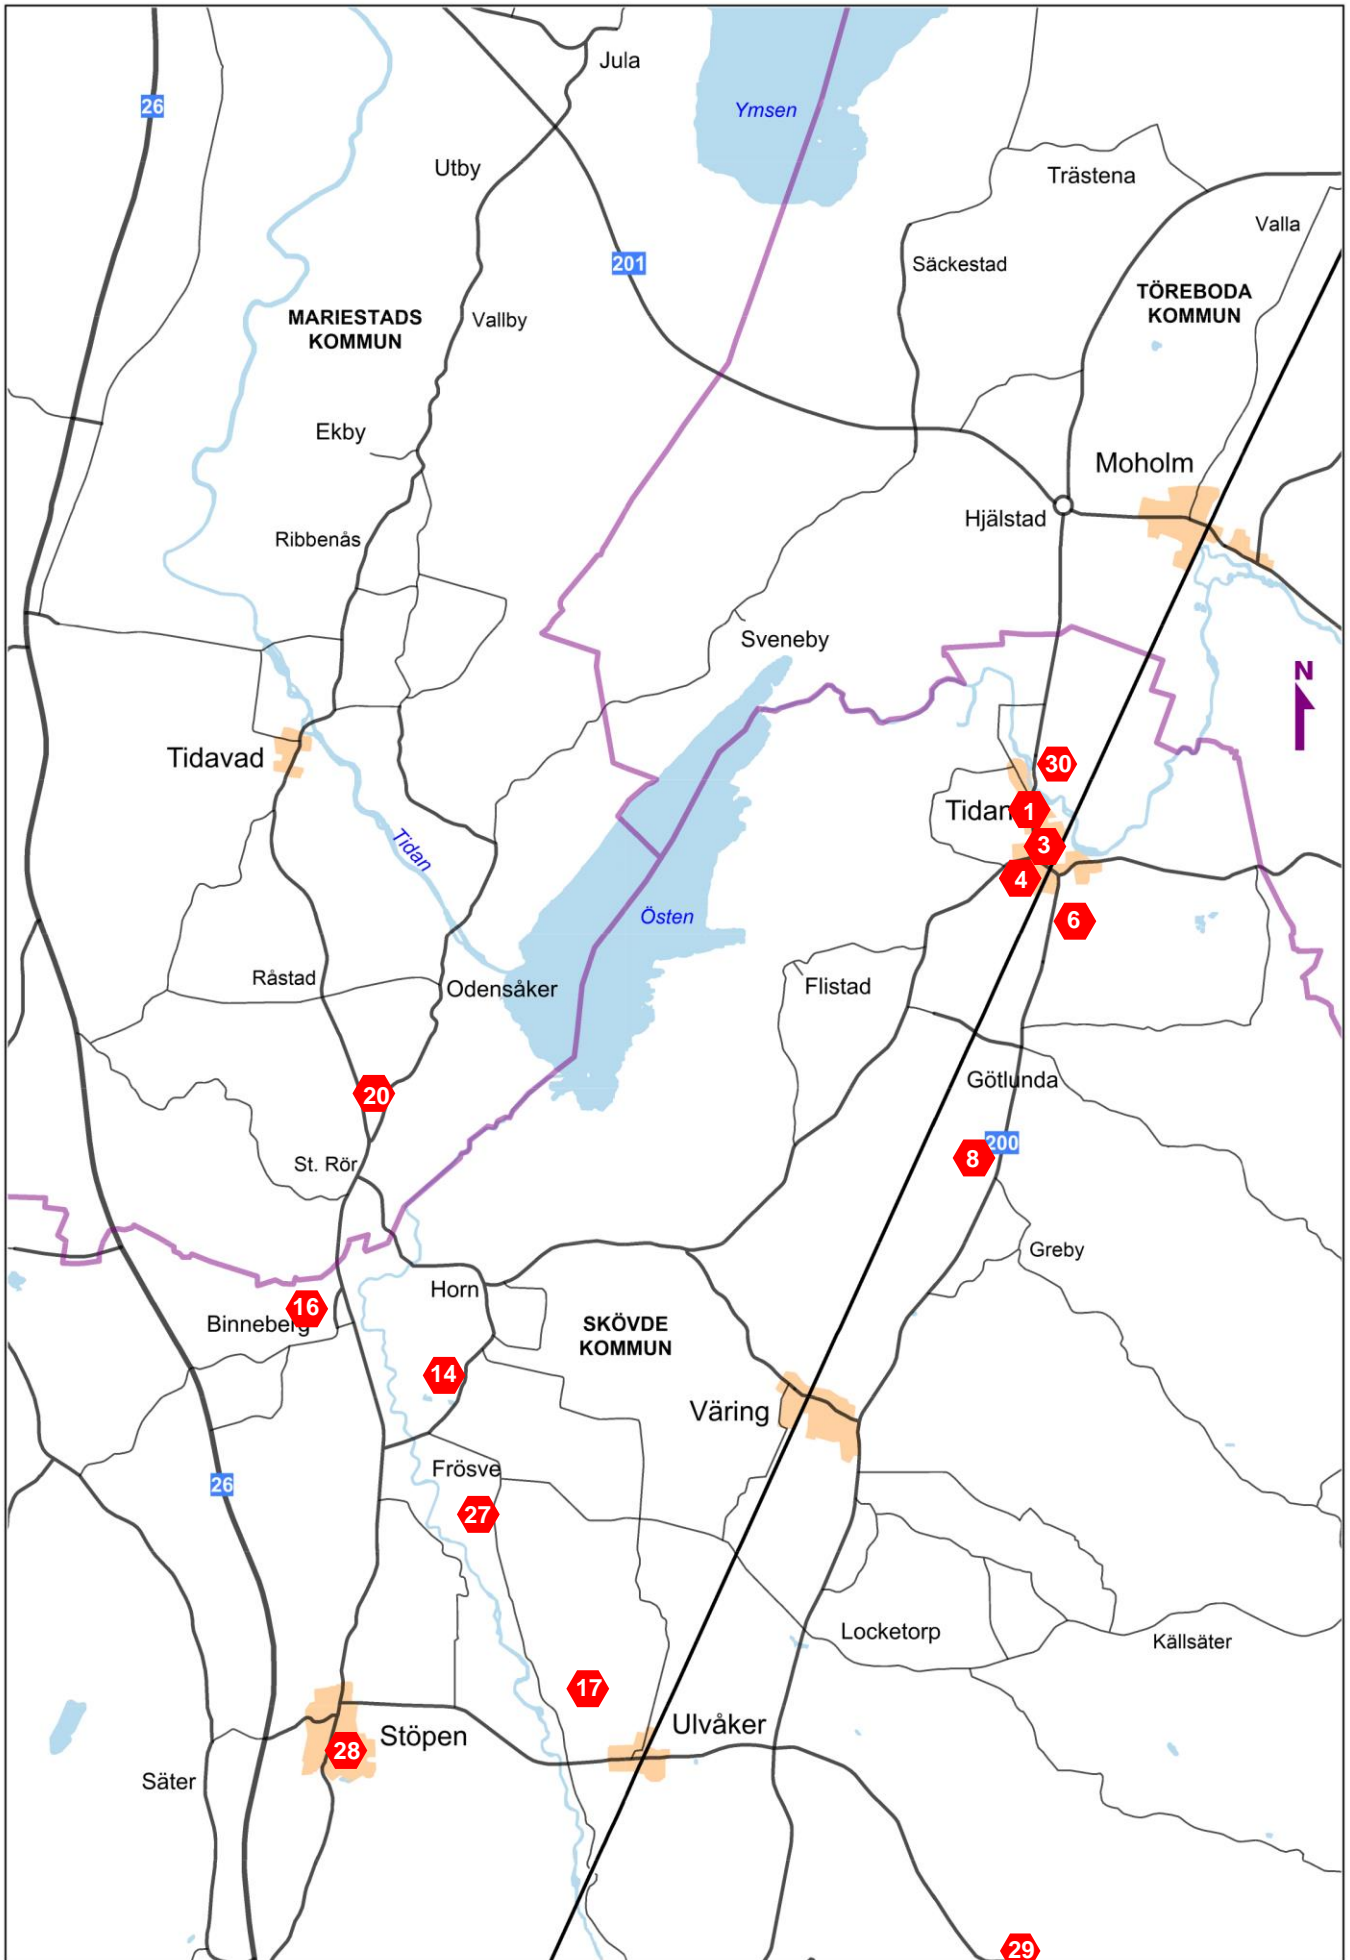 Jula
26
Ymsen
Utby
Trästena
Valla
201
Säckestad
TÖREBODA
KOMMUN
MARIESTADS
KOMMUN
Vallby
Ekby
Moholm
Hjälstad
Ribbenås
Sveneby
N
Tidavad
30
Tidan
1
3
Tidan
4
6
Östen
Råstad
Odensåker
Flistad
20
Götlunda
200
8
St. Rör
Greby
Horn
16
Binneberg
SKÖVDE
KOMMUN
14
Väring
Frösve
26
27
Locketorp
Källsäter
17
Ulvåker
Stöpen
28
Säter
29